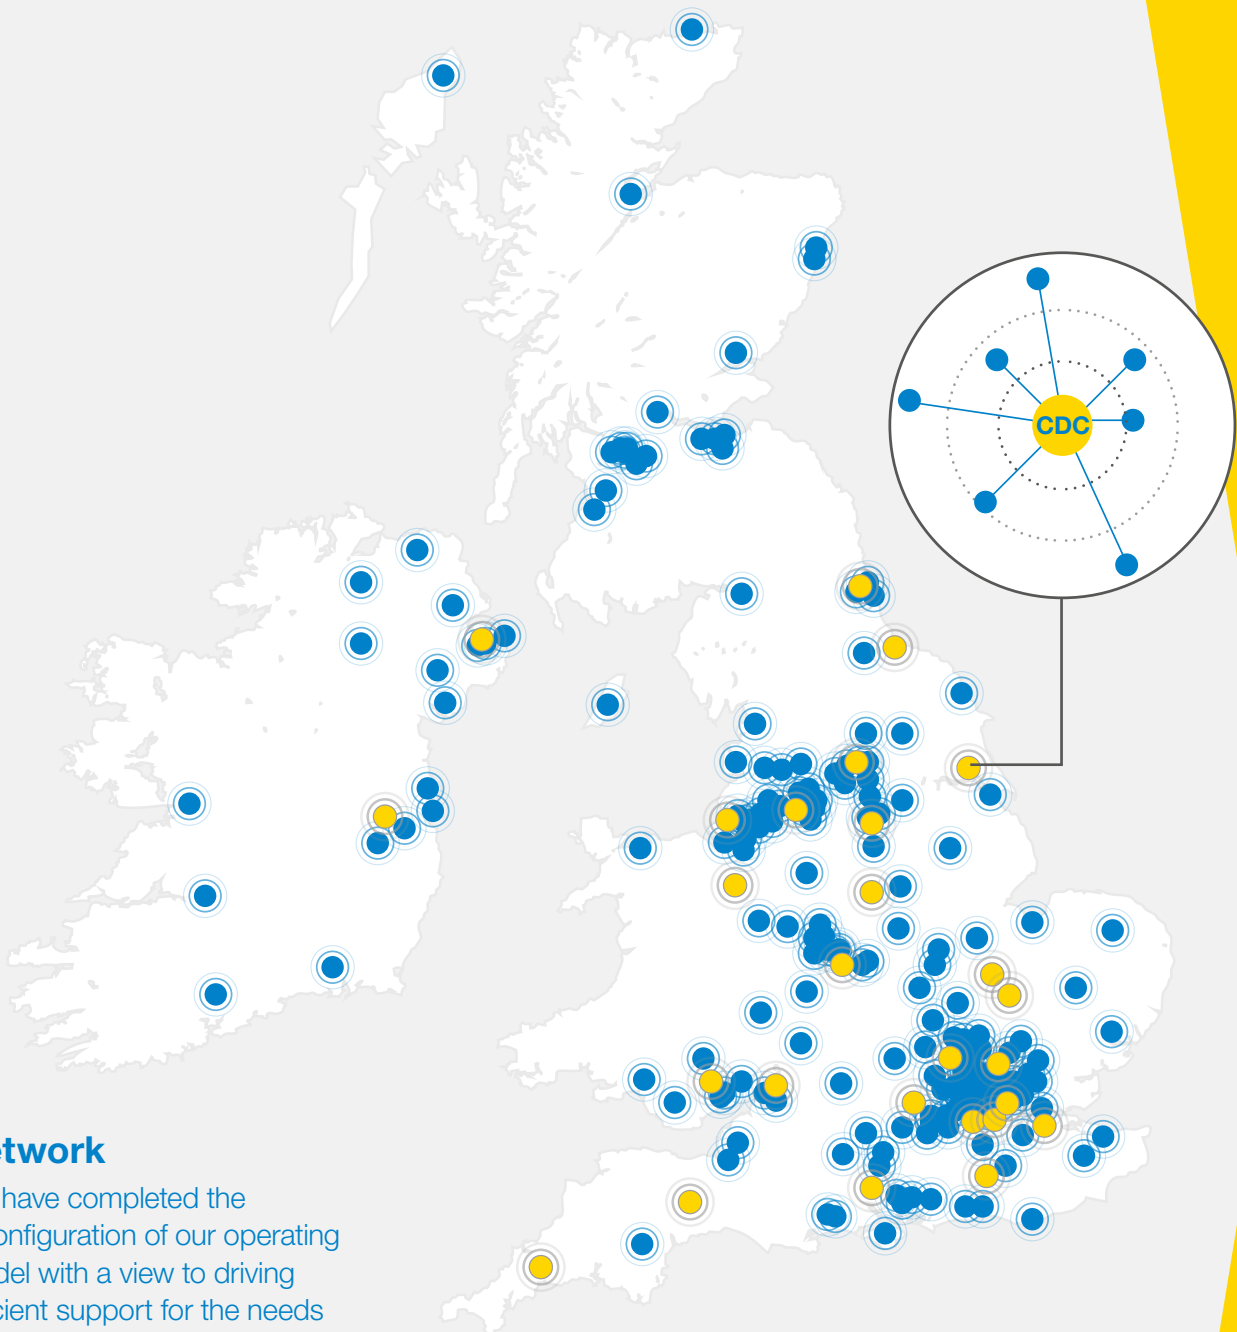 CDC
etwork
have completed the
onfiguration of our operating
del with a view to driving
cient support for the needs